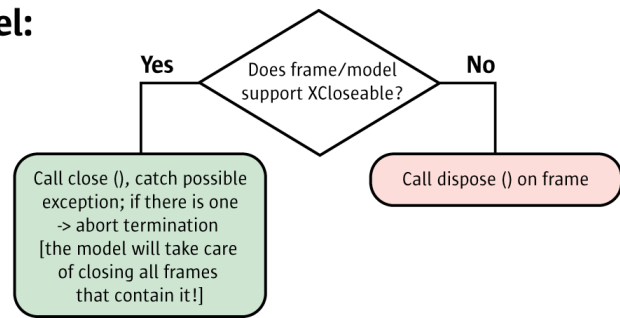 el:
Yes
Does frame/model
support XCloseable?
No
Call close (), catch possible
exception; if there is one
-> abort termination
[the model will take care
of closing all frames
that contain it!]
Call dispose () on frame